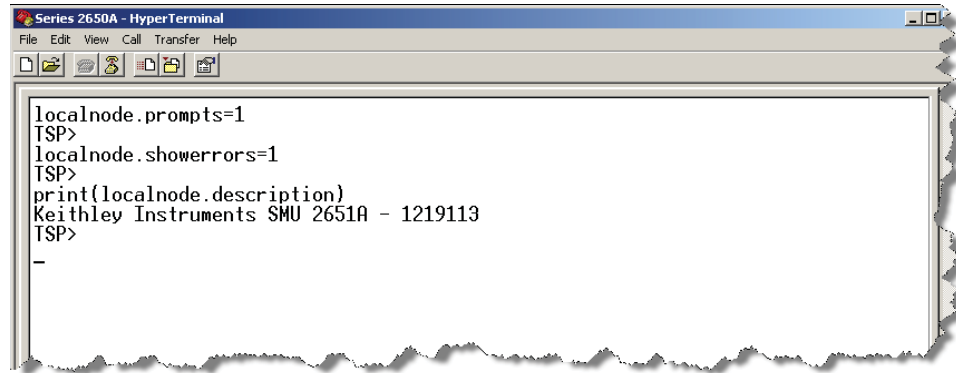 Series 2650A - HyperTerminal
File Edit View Call Transfer Help
localnode.prompts=1
TSP>
localnode.showerrors=1
TSP>
print(localnode.description)
Keithley Instruments SMU 2651A - 1219113
TSP>
_